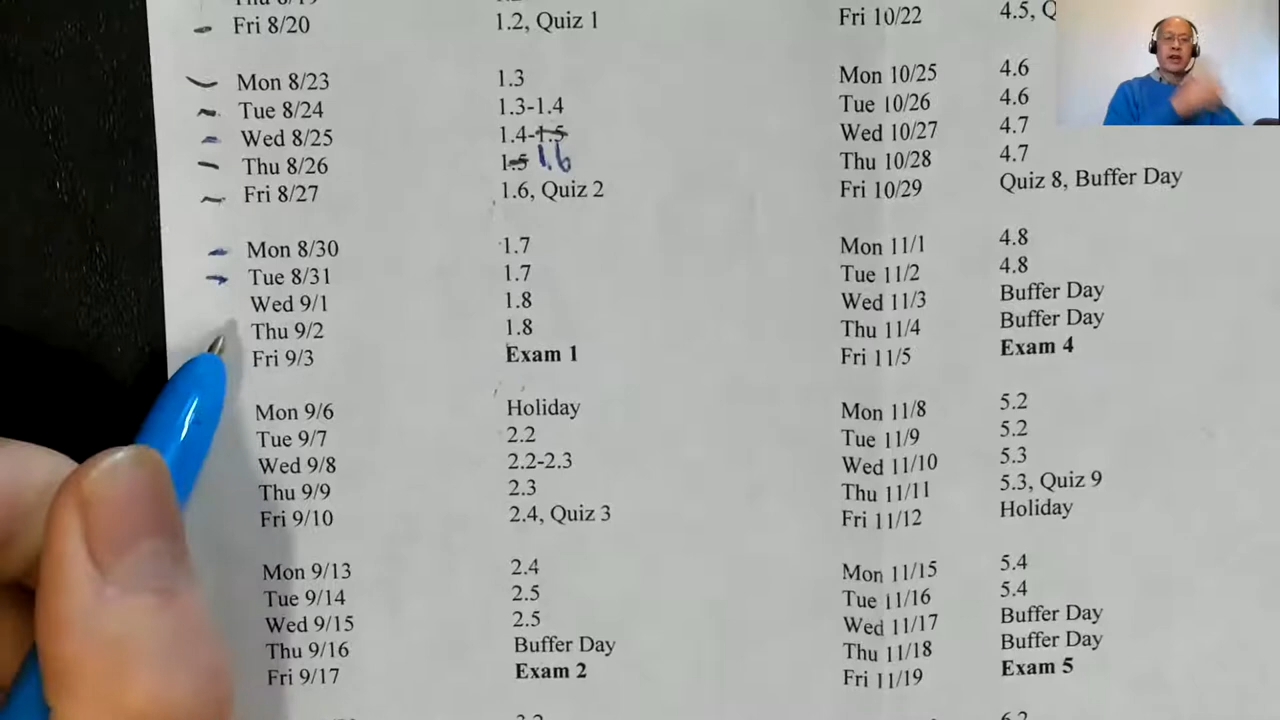 Fri 8/20 1.2, Quiz 1
Mon 8/23 1.3
Tue 8/24 1.3-1.4
Wed 8/25 1.4-1.5
Thu 8/26 1.5 1.6
Fri 8/27 1.6, Quiz 2
Mon 8/30 1.7
Tue 8/31 1.7
Wed 9/1 1.8
Thu 9/2 1.8
Fri 9/3 Exam 1
Mon 9/6 Holiday
Tue 9/7 2.2
Wed 9/8 2.2-2.3
Thu 9/9 2.3
Fri 9/10 2.4, Quiz 3
Mon 9/13 2.4
Tue 9/14 2.5
Wed 9/15 2.5
Thu 9/16 Buffer Day
Fri 9/17 Exam 2
Fri 10/22 4.5, Q
Mon 10/25 4.6
Tue 10/26 4.6
Wed 10/27 4.7
Thu 10/28 4.7
Fri 10/29 Quiz 8, Buffer Day
Mon 11/1 4.8
Tue 11/2 4.8
Wed 11/3 Buffer Day
Thu 11/4 Buffer Day
Fri 11/5 Exam 4
Mon 11/8 5.2
Tue 11/9 5.2
Wed 11/10 5.3
Thu 11/11 5.3, Quiz 9
Fri 11/12 Holiday
Mon 11/15 5.4
Tue 11/16 5.4
Wed 11/17 Buffer Day
Thu 11/18 Buffer Day
Fri 11/19 Exam 5